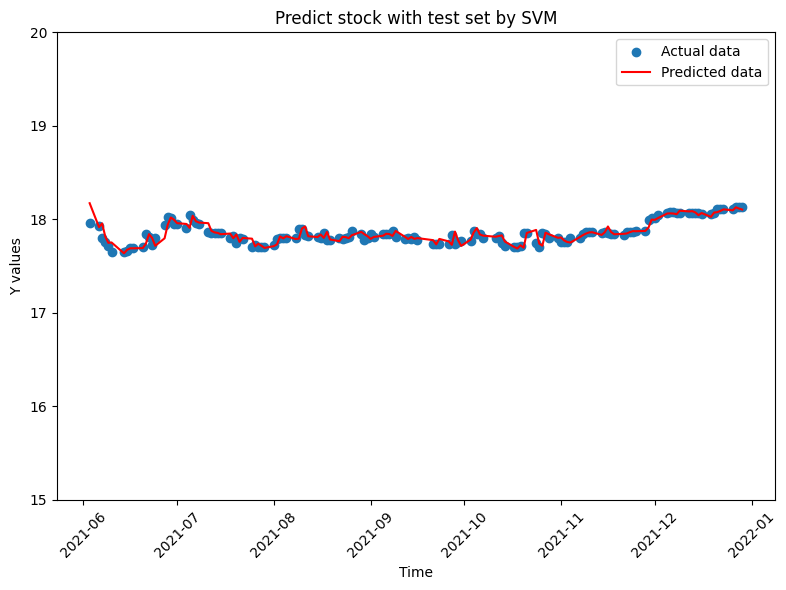 Predict stock with test set by SVM
Actual data
Predicted data
20
19
18
17
16
15
Y values
2021-06
2021-07
2021-08
2021-09
2021-10
2021-11
2021-12
2022-01
Time